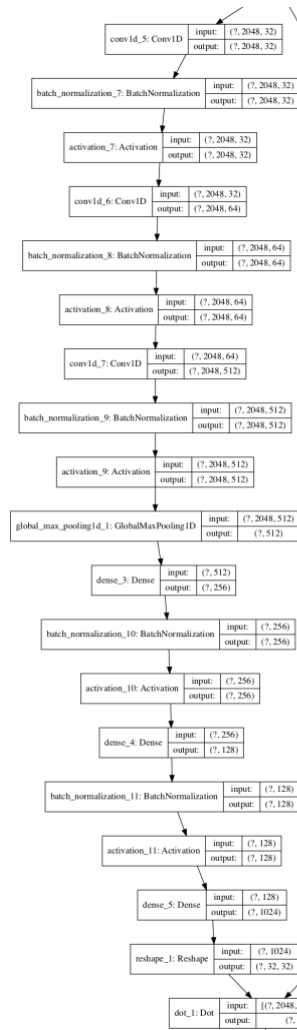 conv1d_5: Conv1D
input: (?, 2048, 32)
output: (?, 2048, 32)
batch_normalization_7: BatchNormalization
input: (?, 2048, 32)
output: (?, 2048, 32)
activation_7: Activation
input: (?, 2048, 32)
output: (?, 2048, 32)
conv1d_6: Conv1D
input: (?, 2048, 32)
output: (?, 2048, 64)
batch_normalization_8: BatchNormalization
input: (?, 2048, 64)
output: (?, 2048, 64)
activation_8: Activation
input: (?, 2048, 64)
output: (?, 2048, 64)
conv1d_7: Conv1D
input: (?, 2048, 64)
output: (?, 2048, 512)
batch_normalization_9: BatchNormalization
input: (?, 2048, 512)
output: (?, 2048, 512)
activation_9: Activation
input: (?, 2048, 512)
output: (?, 2048, 512)
global_max_pooling1d_1: GlobalMaxPooling1D
input: (?, 2048, 512)
output: (?, 512)
dense_3: Dense
input: (?, 512)
output: (?, 256)
batch_normalization_10: BatchNormalization
input: (?, 256)
output: (?, 256)
activation_10: Activation
input: (?, 256)
output: (?, 256)
dense_4: Dense
input: (?, 256)
output: (?, 128)
batch_normalization_11: BatchNormalization
input: (?, 128)
output: (?, 128)
activation_11: Activation
input: (?, 128)
output: (?, 128)
dense_5: Dense
input: (?, 128)
output: (?, 1024)
reshape_1: Reshape
input: (?, 1024)
output: (?, 32, 32)
dot_1: Dot
input: [(?, 2048,
output: (?,